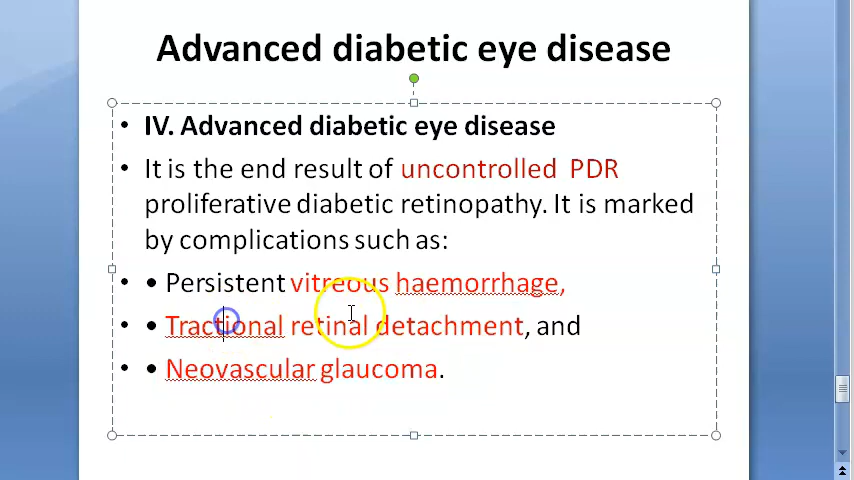 Advanced diabetic eye disease
• IV. Advanced diabetic eye disease
• It is the end result of uncontrolled PDR
proliferative diabetic retinopathy. It is marked
by complications such as:
• • Persistent vitreous haemorrhage,
• • Tractional retinal detachment, and
• • Neovascular glaucoma.